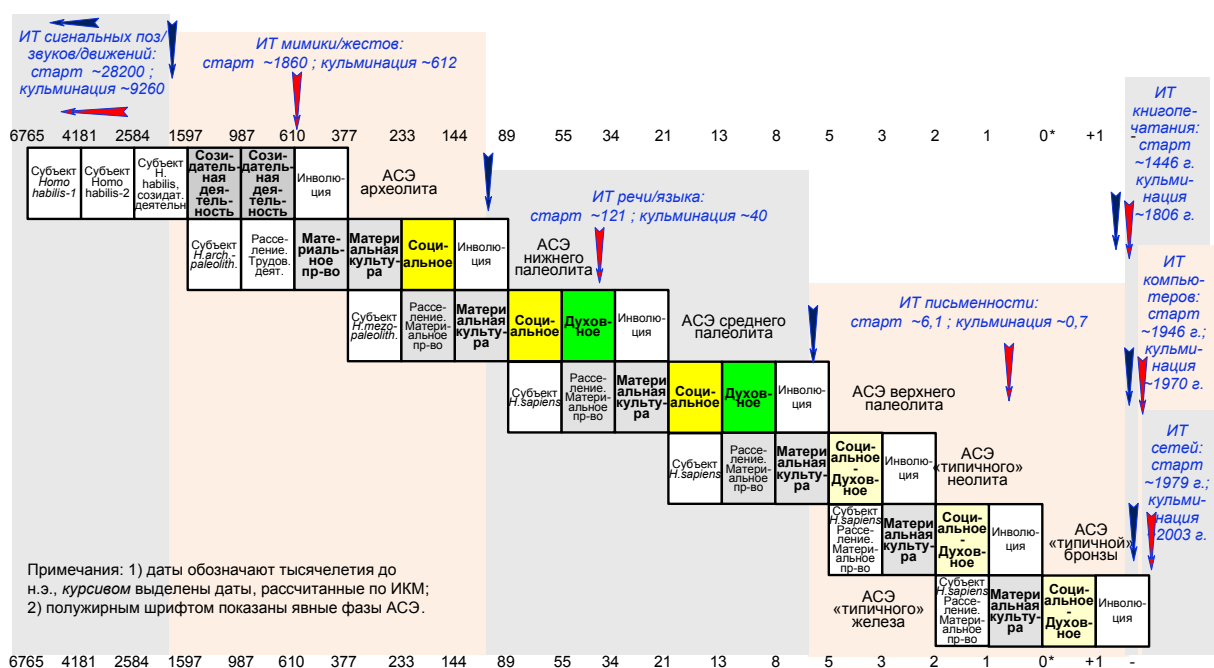 ИТ сигнальных поз/
звуков/движений:
старт ~28200 ;
кульминация ~9260
ИТ мимики/жестов:
старт ~1860 ; кульминация ~612
ИТ
книгопе-
чатания:
старт
~1446 г.
кульми-
нация
~1806 г.
6765 4181 2584 1597 987 610 377 233 144 89 55 34 21 13 8 5 3 2 1 0* +1 -
Субъект
Homo
habilis-1
Субъект
Homo
habilis-2
Субъект
H.
habilis,
созидат.
деятельн
Сози-
датель-
ная
дея-
тель-
ность
Сози-
датель-
ная
дея-
тель-
ность
Инволю-
ция
АСЭ
археолита
ИТ речи/языка:
старт ~121 ; кульминация ~40
Субъект
H.arch.-
paleolith.
Рассе-
ление.
Трудов.
деят.
Мате-
риальное
пр-во
Матери
альная
культу-
ра
Соци-
альное
Инволю-
ция
АСЭ
нижнего
палеолита
ИТ
компью-
теров:
старт
~1946 г.;
кульми-
нация
~1970 г.
ИТ письменности:
старт ~6,1 ; кульминация ~0,7
Субъект
H.mezo-
paleolith.
Рассе-
ление.
Матери-
альное
пр-во
Матери
альная
культу-
ра
Соци-
альное
Духов-
ное
Инволю-
ция
АСЭ среднего
палеолита
Субъект
H.sapiens
Рассе-
ление.
Матери-
альное
пр-во
Матери
альная
культу-
ра
Соци-
альное
Духов-
ное
Инволю-
ция
АСЭ верхнего
палеолита
ИТ
сетей:
старт
~1979 г.;
кульми-
нация
~2003 г.
Субъект
H.sapiens
Рассе-
ление.
Матери-
альное
пр-во
Матери
альная
культу-
ра
Соци-
альное
-
Духов-
ное
Инволю-
ция
АСЭ
«типичного»
неолита
Субъект
H.sapiens
Рассе-
ление.
Матери-
альное
пр-во
Матери
альная
культу-
ра
Соци-
альное-
Духов-
ное
Инволю-
ция
АСЭ
«типичной»
бронзы
Примечания: 1) даты обозначают тысячелетия до
н.э., курсивом выделены даты, рассчитанные по ИКМ;
2) полужирным шрифтом показаны явные фазы АСЭ.
АСЭ
«типичного»
железа
Субъект
H.sapiens
Рассе-
ление.
Матери-
альное
пр-во
Матери
альная
культу-
ра
Соци-
альное-
Духов-
ное
Инволю-
ция
6765 4181 2584 1597 987 610 377 233 144 89 55 34 21 13 8 5 3 2 1 0* +1 -